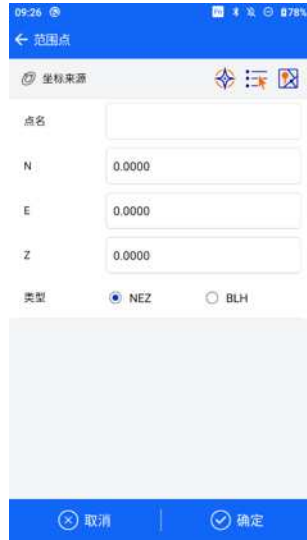 09:26 78%
范围点
坐标来源
点名
N 0.0000
E 0.0000
Z 0.0000
类型 NEZ BLH
取消 确定